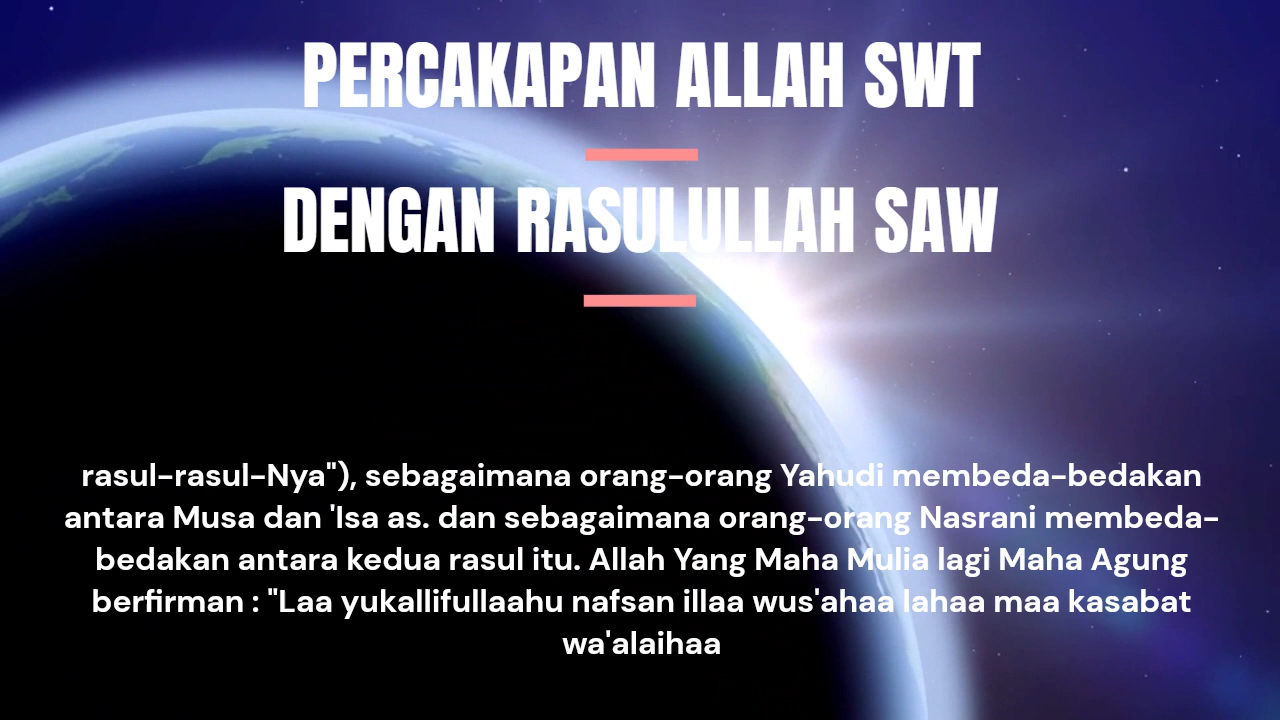 PERCAKAPAN ALLAH SWT
DENGAN RASULULLAH SAW
rasul-rasul-Nya"), sebagaimana orang-orang Yahudi membeda-bedakan
antara Musa dan 'Isa as. dan sebagaimana orang-orang Nasrani membeda-
bedakan antara kedua rasul itu. Allah Yang Maha Mulia lagi Maha Agung
berfirman : "Laa yukallifullaahu nafsan illaa wus'ahaa lahaa maa kasabat
wa'alaihaa